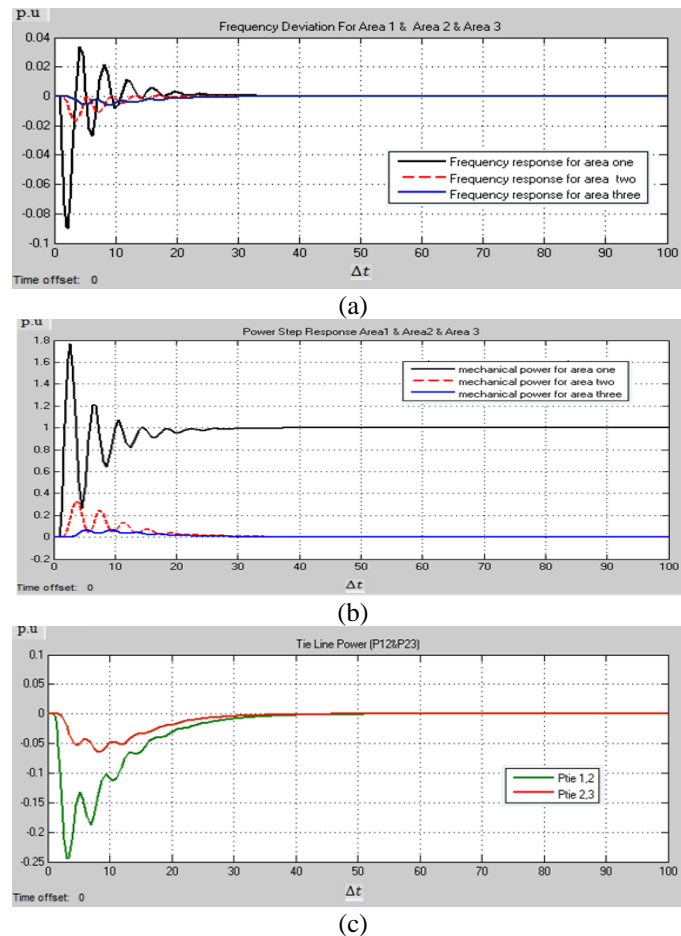 p.u
Frequency Deviation For Area 1 & Area 2 & Area 3
0.04
0.02
0
-0.02
-0.04
-0.06
-0.08
-0.1
Frequency response for area one
Frequency response for area two
Frequency response for area three
0 10 20 30 40 50 60 70 80 90 100
Δt
Time offset: 0
(a)
p.u
Power Step Response Area1 & Area2 & Area 3
1.8
1.6
1.4
1.2
1
0.8
0.6
0.4
0.2
0
-0.2
mechanical power for area one
mechanical power for area two
mechanical power for area three
0 10 20 30 40 50 60 70 80 90 100
Δt
Time offset: 0
(b)
p.u
Tie Line Power (P12&P23)
0.1
0.05
0
-0.05
-0.1
-0.15
-0.2
-0.25
Ptie 1,2
Ptie 2,3
0 10 20 30 40 50 60 70 80 90 100
Δt
Time offset: 0
(c)